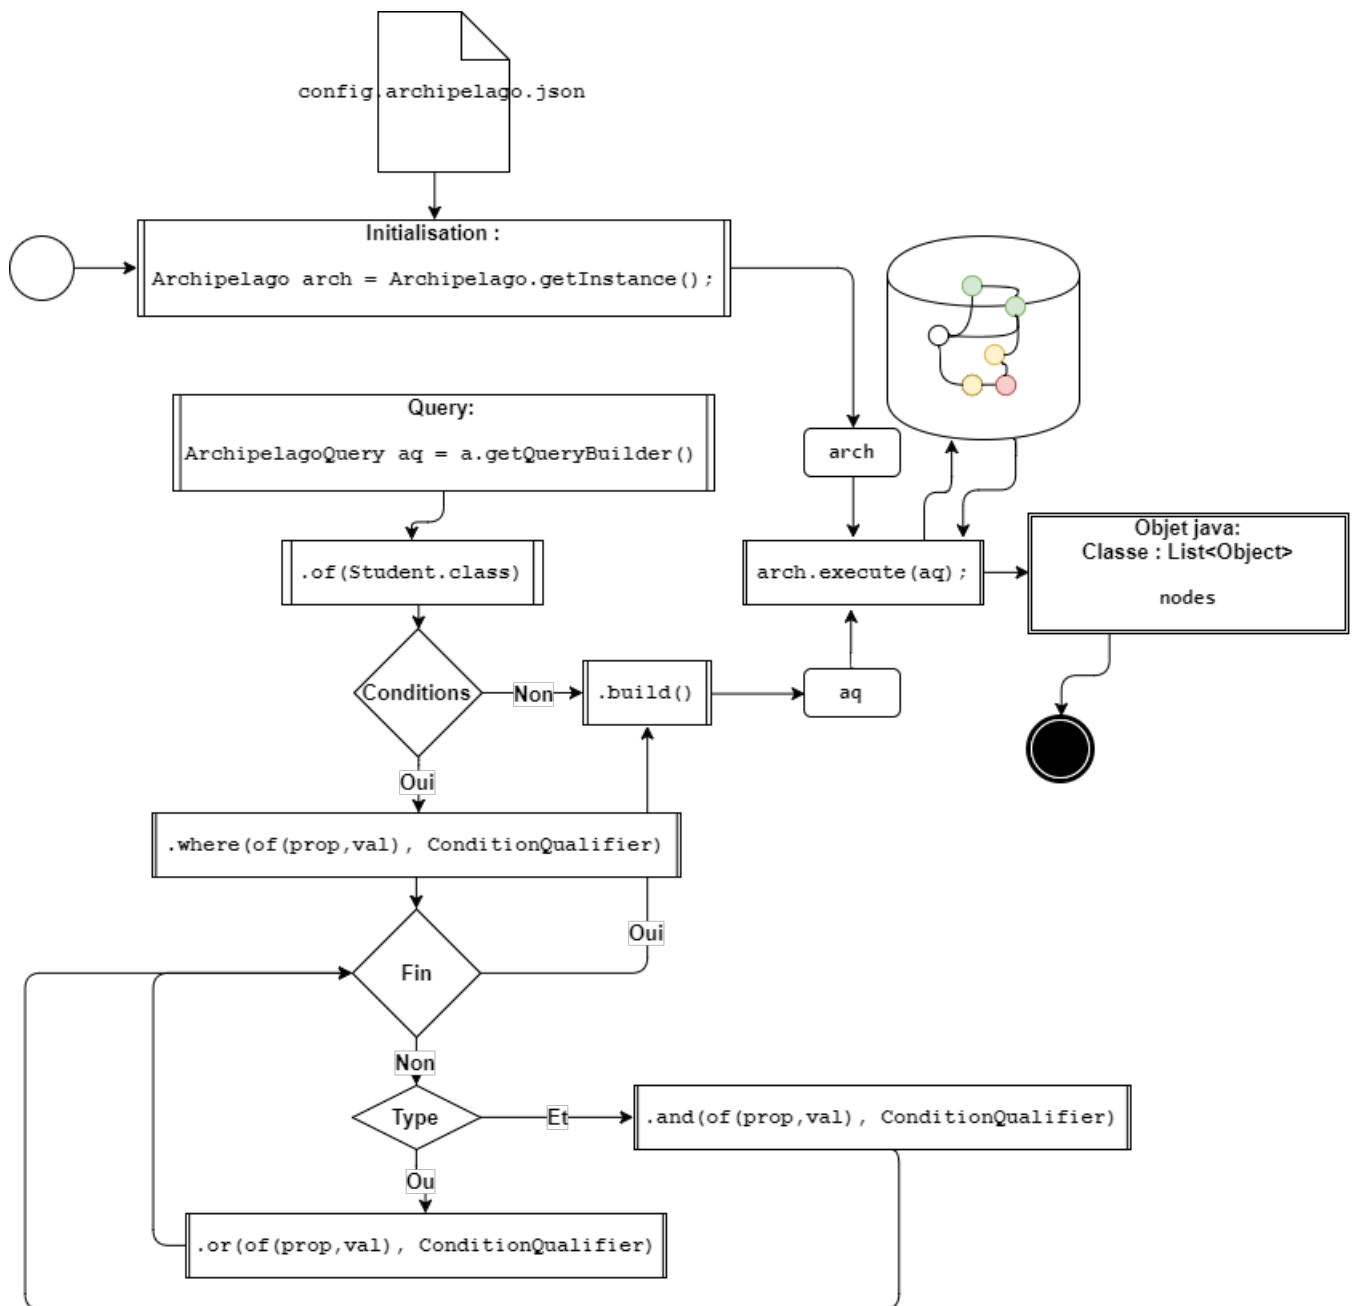 config.archipelago.json
Initialisation :
Archipelago arch = Archipelago.getInstance();
Query:
ArchipelagoQuery aq = a.getQueryBuilder()
arch
.of(Student.class)
arch.execute(aq);
Objet java:
Classe : List<Object>
nodes
Conditions
Non
.build()
aq
Oui
.where(of(prop,val), ConditionQualifier)
Oui
Fin
Non
Type
Et
.and(of(prop,val), ConditionQualifier)
Ou
.or(of(prop,val), ConditionQualifier)